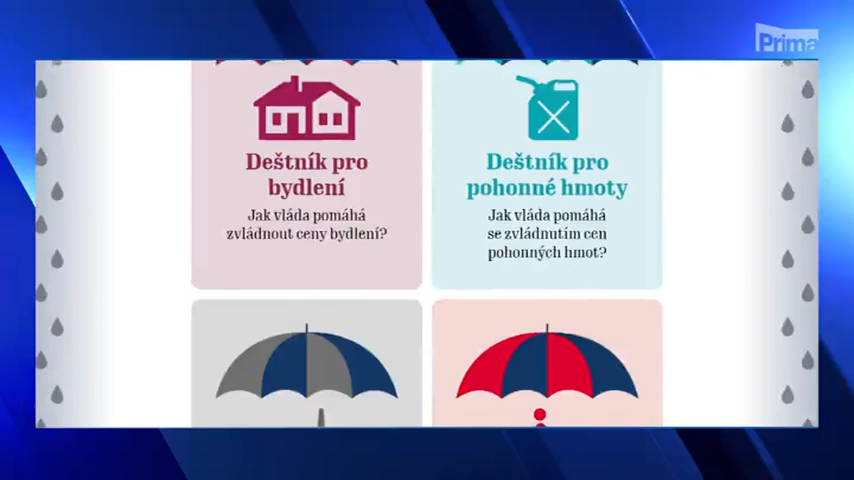 Prima
Deštník pro
bydlení
Jak vláda pomáhá
zvládnout ceny bydlení?
Deštník pro
pohonné hmoty
Jak vláda pomáhá
se zvládnutím cen
pohonných hmot?